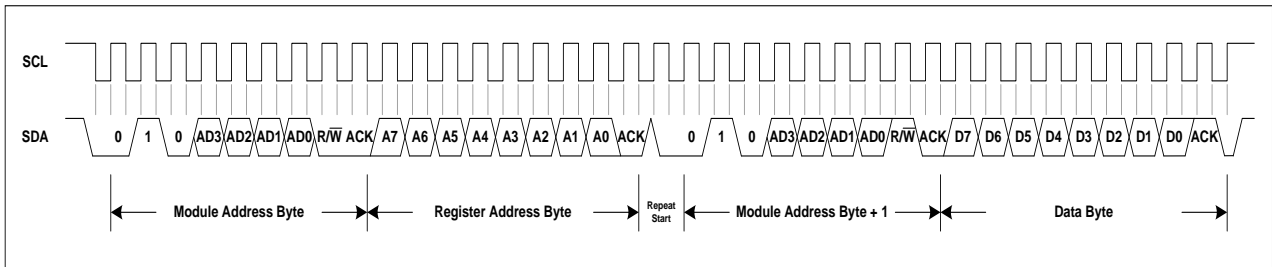 SCL
SDA 0 1 0 AD3 AD2 AD1 AD0 R/W̅ ACK A7 A6 A5 A4 A3 A2 A1 A0 ACK 0 1 0 AD3 AD2 AD1 AD0 R/W̅ ACK D7 D6 D5 D4 D3 D2 D1 D0 ACK
Module Address Byte Register Address Byte Repeat Start Module Address Byte + 1 Data Byte